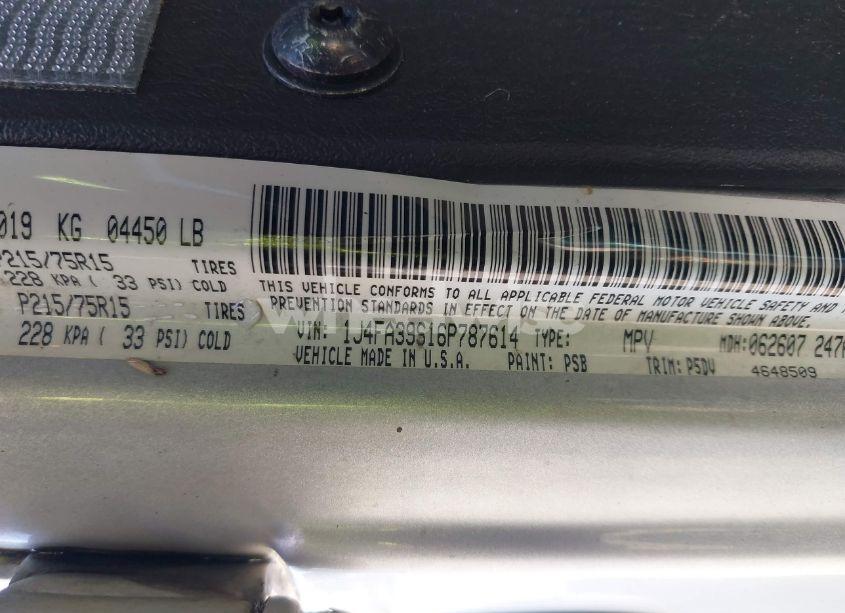 019 KG 04450 LB
P215/75R15 TIRES
228 KPA ( 33 PSI) COLD
P215/75R15 TIRES
228 KPA ( 33 PSI) COLD
THIS VEHICLE CONFORMS TO ALL APPLICABLE FEDERAL MOTOR VEHICLE SAFETY AND
PREVENTION STANDARDS IN EFFECT ON THE DATE OF MANUFACTURE SHOWN ABOVE.
VIN: 1J4FA39S16P787614 TYPE: MPV MDH:062607 247
VEHICLE MADE IN U.S.A. PAINT: PSB TRIM: P5DV 4648509